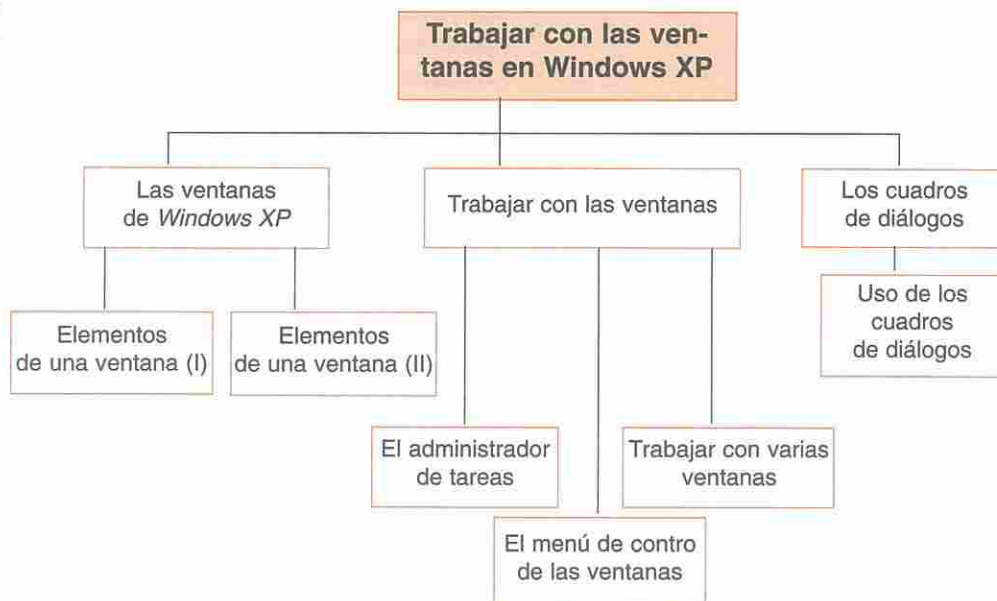 Trabajar con las ven-
tanas en Windows XP
Las ventanas
de Windows XP
Trabajar con las ventanas
Los cuadros
de diálogos
Elementos
de una ventana (I)
Elementos
de una ventana (II)
Uso de los
cuadros
de diálogos
El administrador
de tareas
Trabajar con varias
ventanas
El menú de contro
de las ventanas